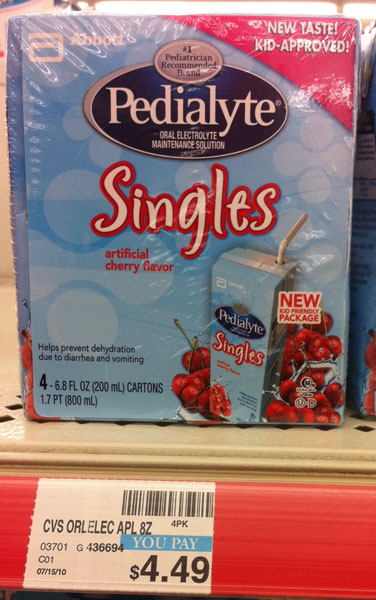 Abbott
NEW TASTE!
KID-APPROVED!
#1
Pediatrician
Recommended
Brand
Pedialyte®
ORAL ELECTROLYTE
MAINTENANCE SOLUTION
Singles
artificial
cherry flavor
Abbott
Pedialyte
Singles
NEW
KID FRIENDLY
PACKAGE
Helps prevent dehydration
due to diarrhea and vomiting
4 - 6.8 FL OZ (200 mL) CARTONS
1.7 PT (800 mL)
U-D
CVS ORLELEC APL 8Z 4PK
03701 G 436694 YOU PAY
C01
07/15/10
$4.49